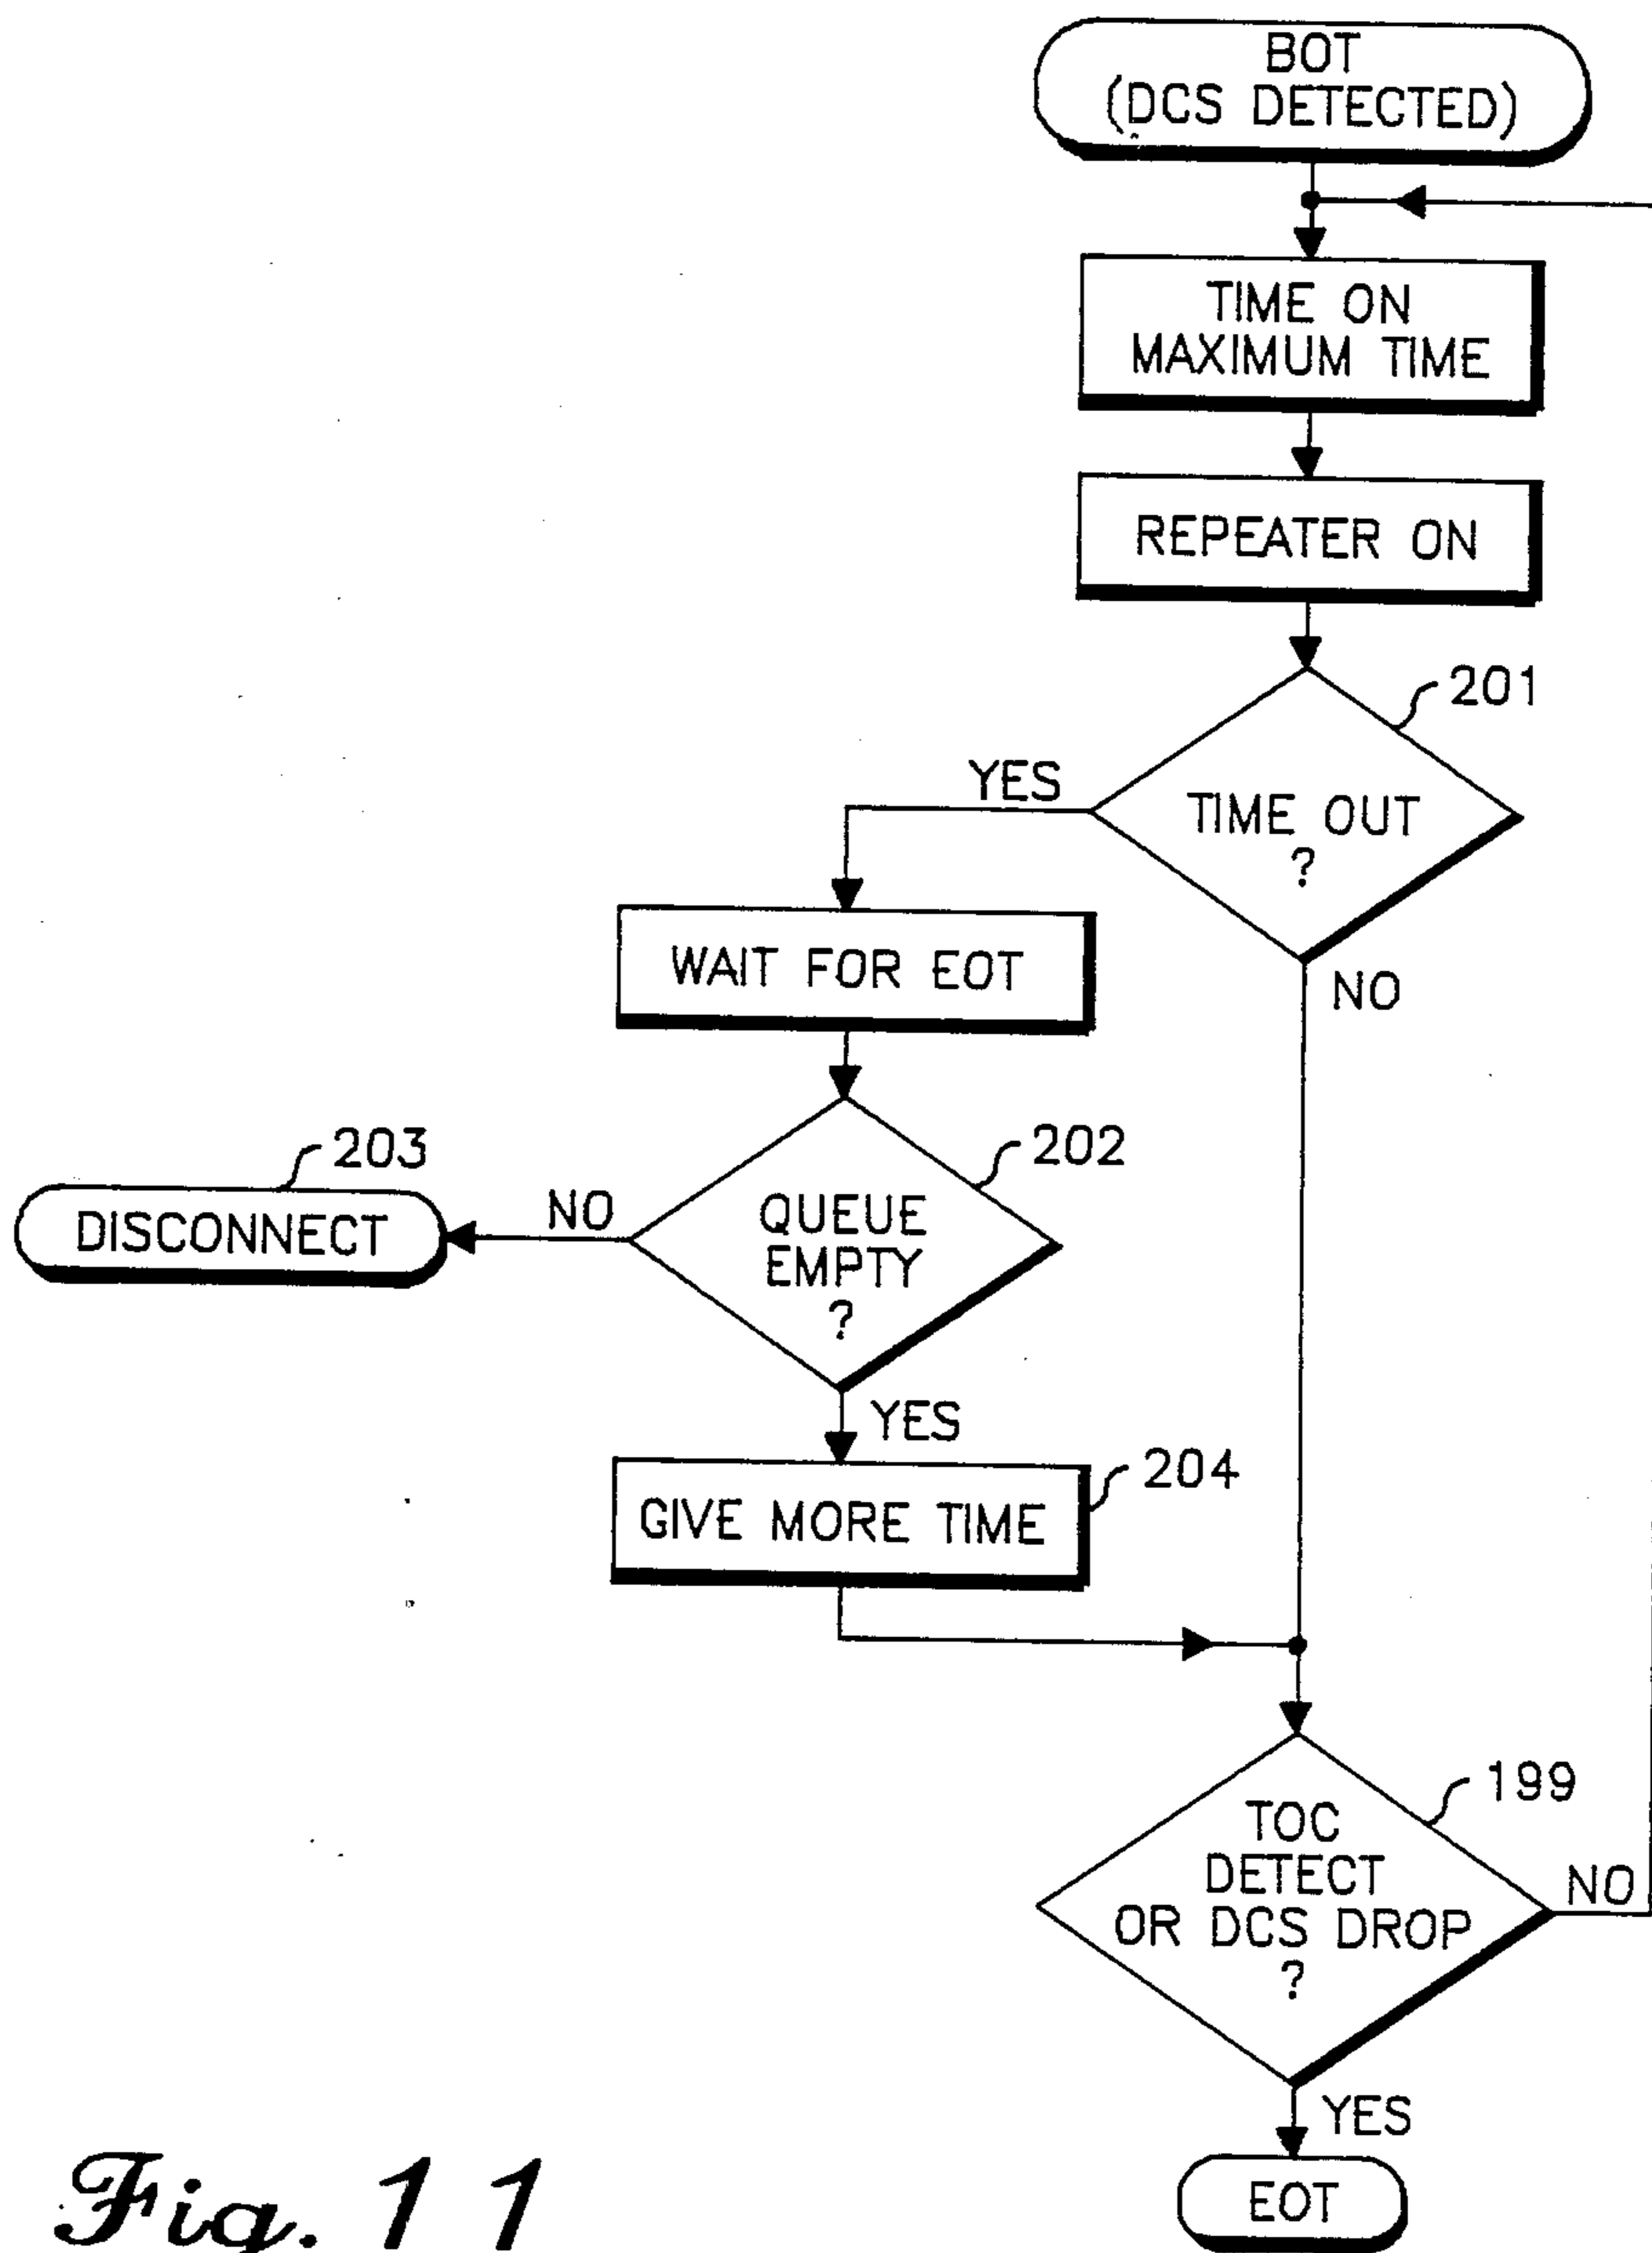 BOT
(DCS DETECTED)
TIME ON
MAXIMUM TIME
REPEATER ON
201
YES
TIME OUT
?
NO
WAIT FOR EOT
203
202
DISCONNECT
NO
QUEUE
EMPTY
?
YES
204
GIVE MORE TIME
199
TOC
DETECT
OR DCS DROP
?
NO
YES
EOT
Fig. 11